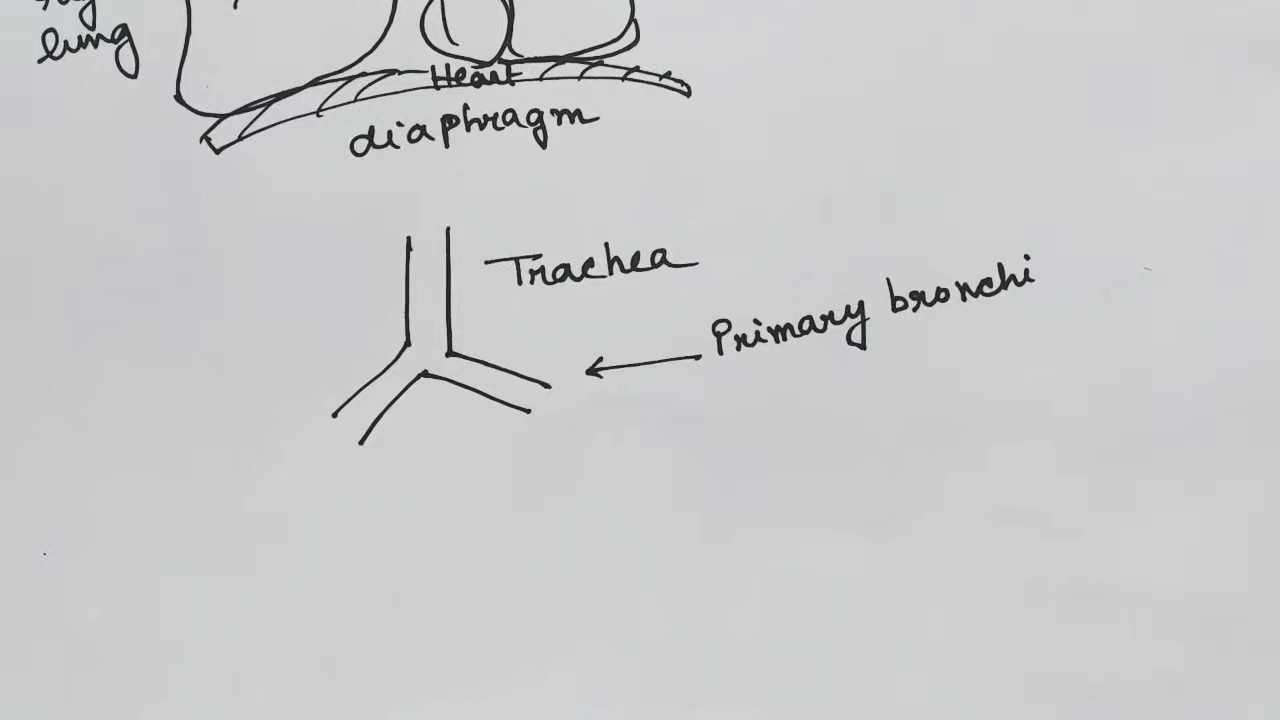 lung
Heart
diaphragm
Trachea
Primary bronchi